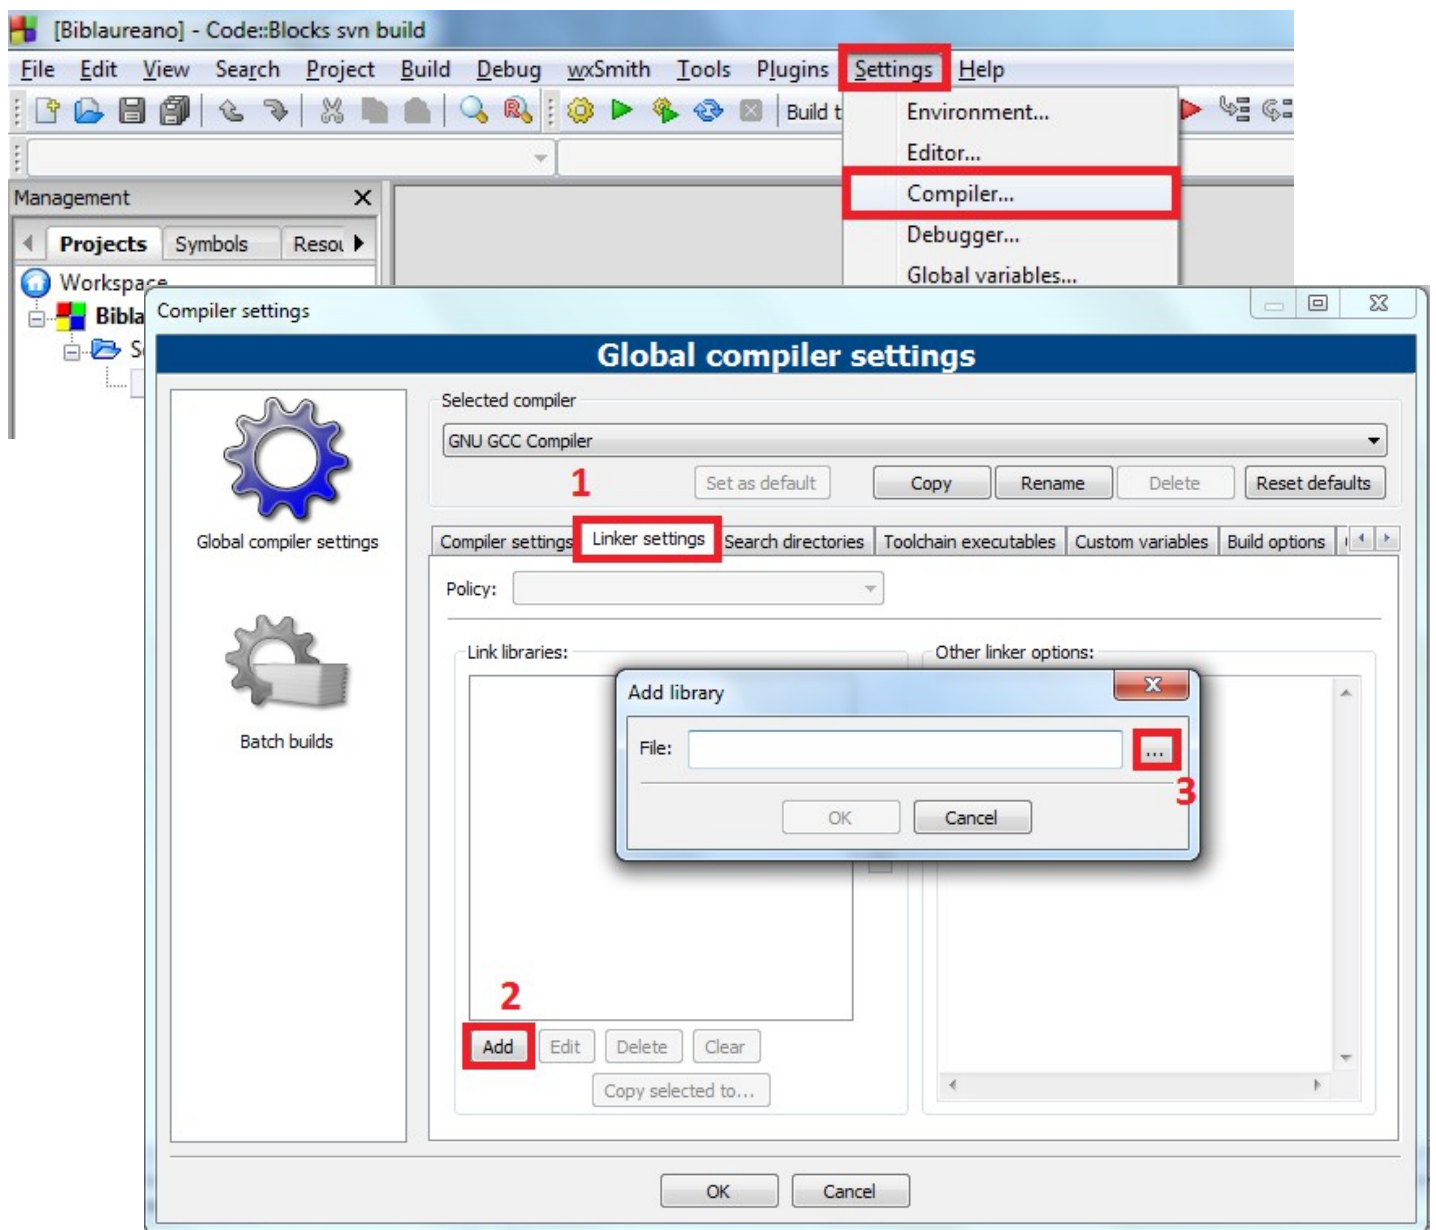 [Biblaureano] - Code::Blocks svn build
File Edit View Search Project Build Debug wxSmith Tools Plugins Settings Help
Build t
Environment...
Editor...
Compiler...
Debugger...
Global variables...
Management
Projects Symbols
Workspace
Compiler settings
Global compiler settings
Global compiler settings
Batch builds
Selected compiler
GNU GCC Compiler
1
Set as default Copy Rename Delete Reset defaults
Compiler settings Linker settings Search directories Toolchain executables Custom variables Build options
Policy:
Link libraries:
Other linker options:
Add library
File: ...
3
OK Cancel
2
Add Edit Delete Clear
Copy selected to...
OK Cancel